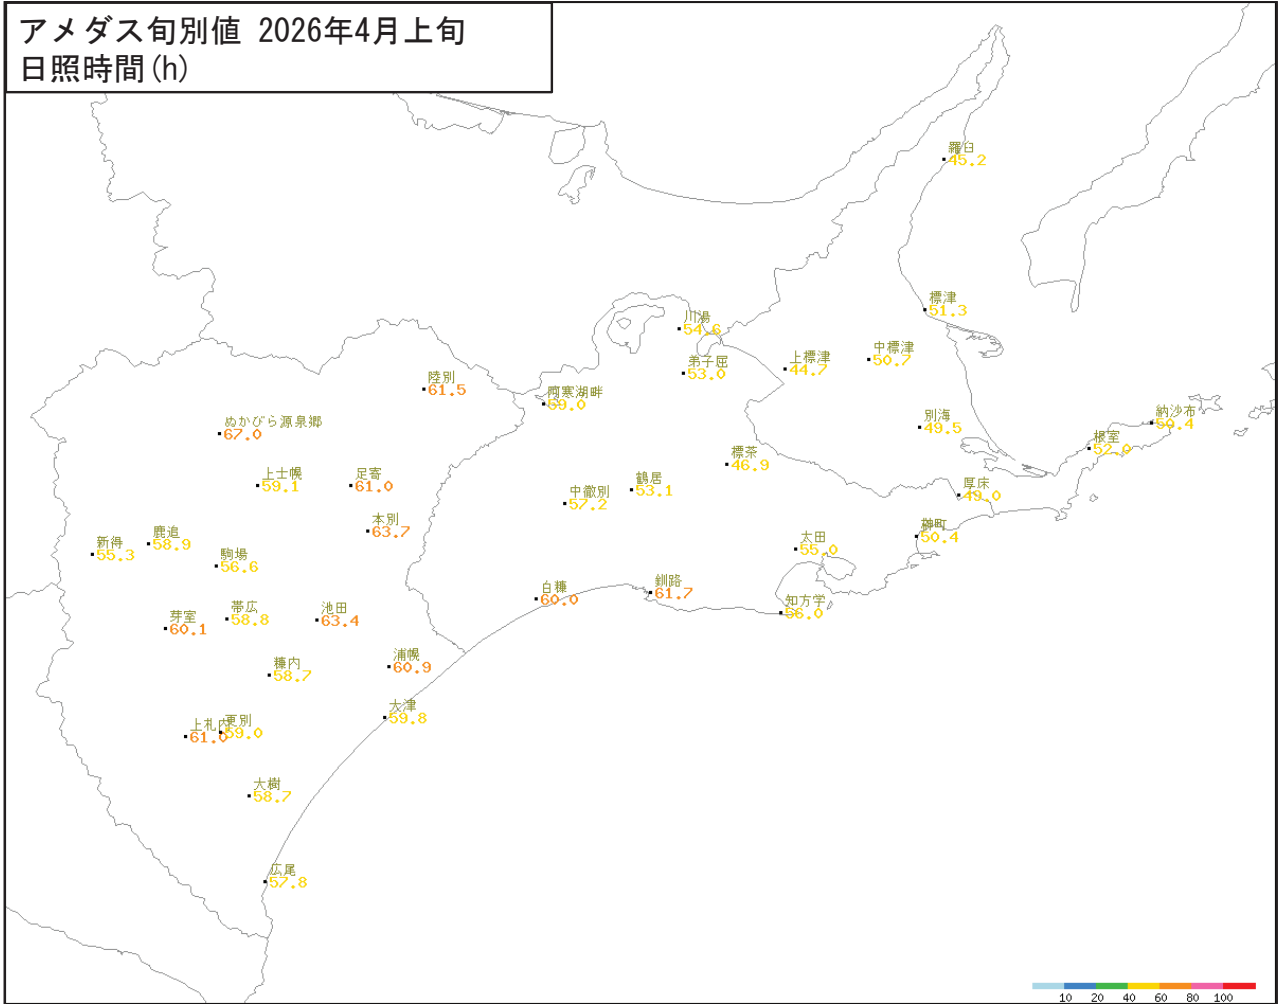 アメダス旬別値 2026年4月上旬
日照時間(h)
羅臼
45.2
標津
51.3
川湯
54.6
中標津
50.7
上標津
44.7
弟子屈
53.0
陸別
61.5
阿寒湖畔
59.0
納沙布
50.4
別海
49.5
ぬかびら源泉郷
67.0
根室
52.0
標茶
46.9
上士幌
59.1
足寄
61.0
鶴居
53.1
厚床
49.0
中徹別
57.2
本別
63.7
榊町
50.4
鹿追
58.9
新得
55.3
太田
55.0
駒場
56.6
釧路
61.7
白糠
60.0
知方学
56.0
帯広
58.8
池田
63.4
芽室
60.1
浦幌
60.9
糠内
58.7
大津
59.8
上札内
61.0
更別
59.0
大樹
58.7
広尾
57.8
10 20 40 60 80 100